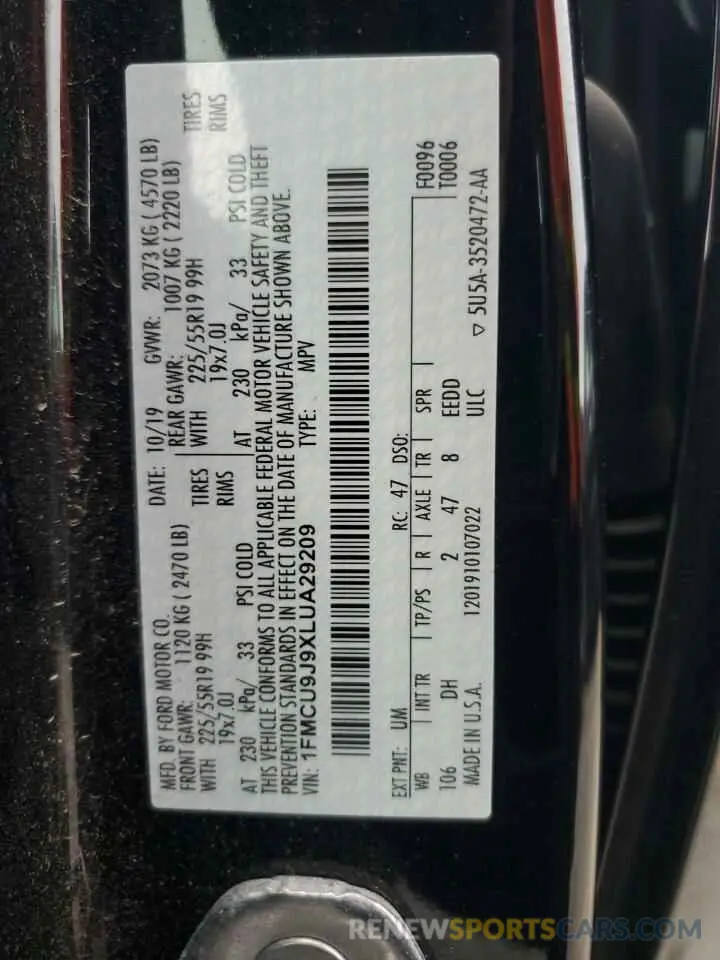 MFD. BY FORD MOTOR CO.
DATE: 10/19 GVWR: 2073 KG ( 4570 LB)
FRONT GAWR: 1120 KG ( 2470 LB)
REAR GAWR: 1007 KG ( 2220 LB)
WITH 225/55R19 99H TIRES
WITH 225/55R19 99H TIRES
19x7.0J RIMS
19x7.0J RIMS
AT 230 kPa/ 33 PSI COLD
AT 230 kPa/ 33 PSI COLD
THIS VEHICLE CONFORMS TO ALL APPLICABLE FEDERAL MOTOR VEHICLE SAFETY AND THEFT
PREVENTION STANDARDS IN EFFECT ON THE DATE OF MANUFACTURE SHOWN ABOVE.
VIN: 1FMCU9J9XLUA29209 TYPE: MPV
EXT PNT: UM RC: 47 DSO: F0096
T0006
WB INT TR TP/PS R AXLE TR SPR
106 DH 2 47 8 EEDD
MADE IN U.S.A. 1201910107022 ULC ▽ 5U5A-3520472-AA
RENEWSPORTSCARS.COM